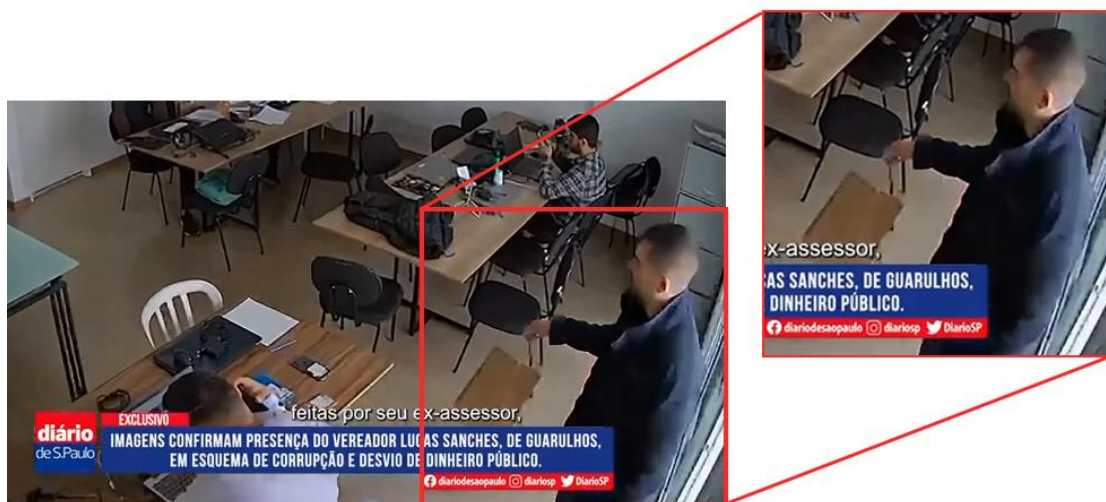 feitas por seu ex-assessor,
EXCLUSIVO
diário
de S.Paulo
IMAGENS CONFIRMAM PRESENÇA DO VEREADOR LUCAS SANCHES, DE GUARULHOS,
EM ESQUEMA DE CORRUPÇÃO E DESVIO DE DINHEIRO PÚBLICO.
diariodesaopaulo diariosp DiarioSP
ex-assessor,
CAS SANCHES, DE GUARULHOS,
DINHEIRO PÚBLICO.
diariodesaopaulo diariosp DiarioSP